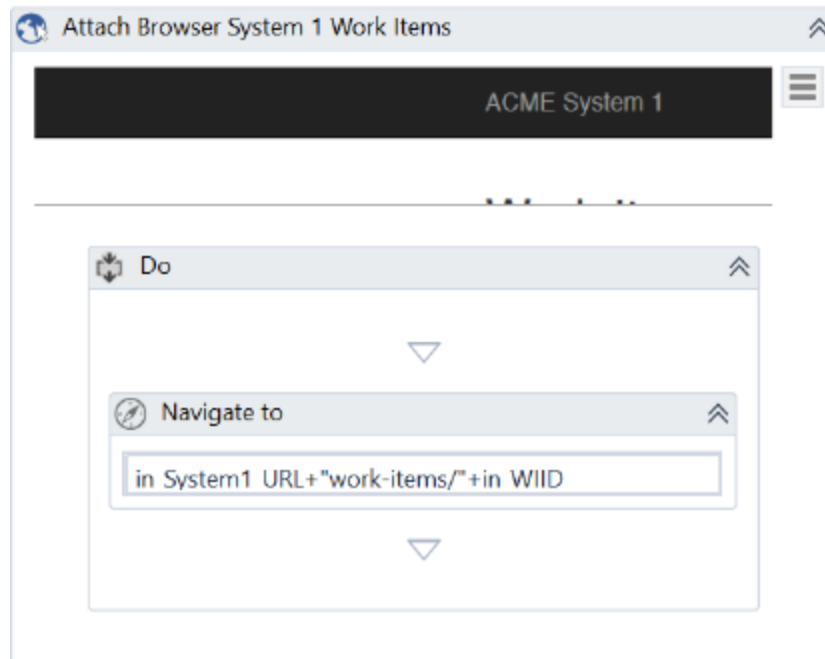 Attach Browser System 1 Work Items
ACME System 1
Do
Navigate to
in System1 URL+"work-items/"+in WIID